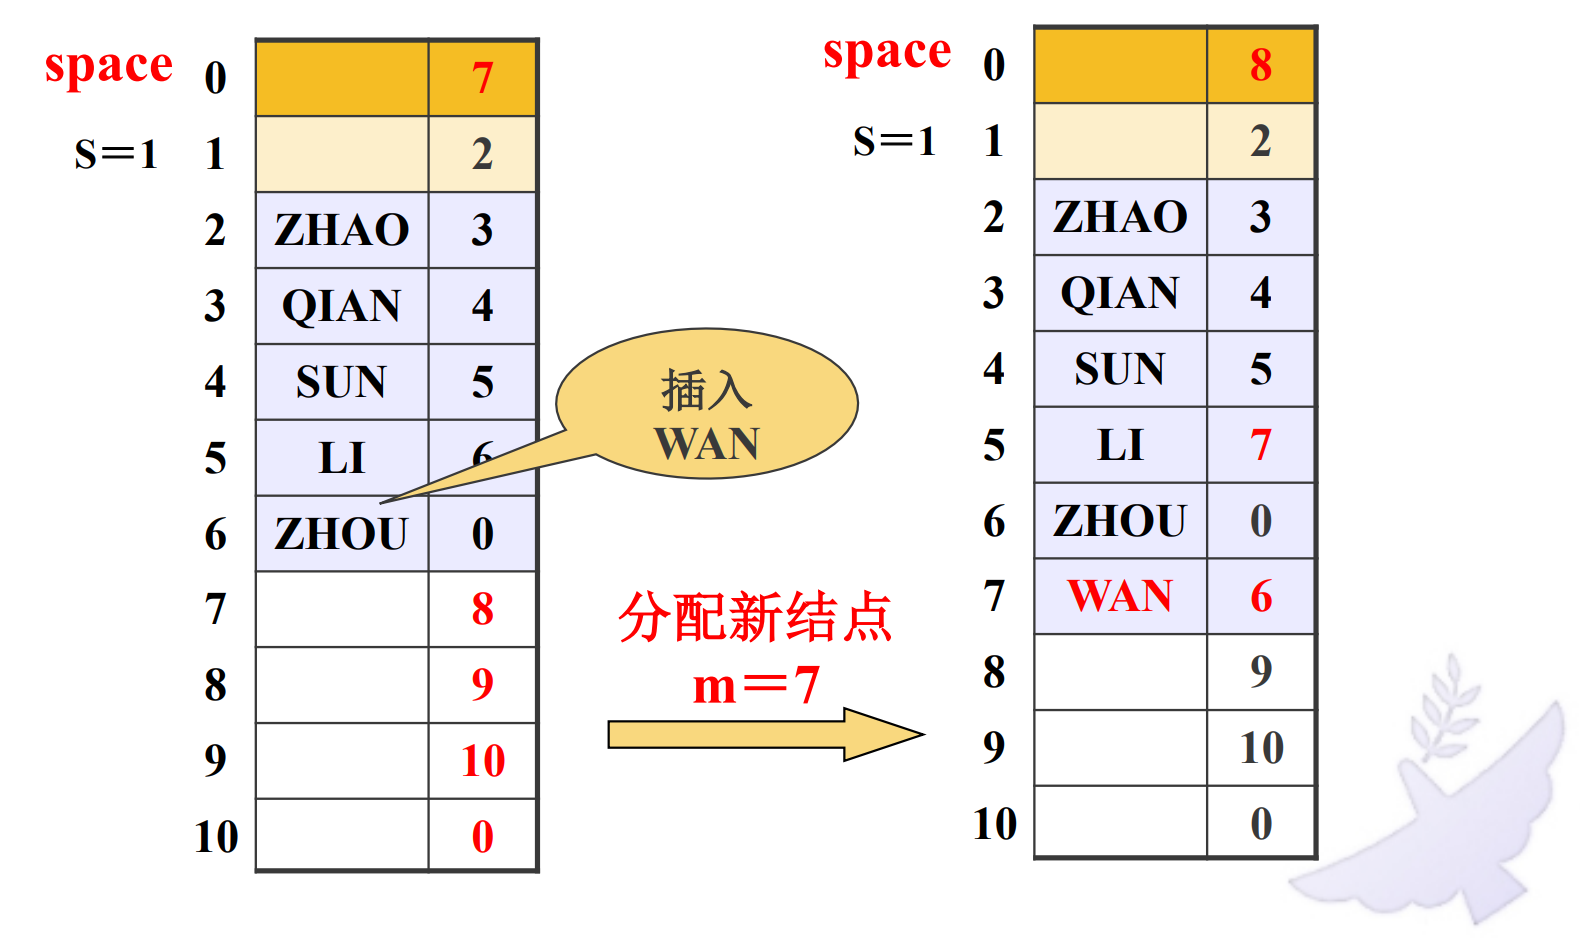 space 0 7
S＝1 1 2
2 ZHAO 3
3 QIAN 4
4 SUN 5
5 LI 6
6 ZHOU 0
7 8
8 9
9 10
10 0
插入
WAN
分配新结点
m＝7
space 0 8
S＝1 1 2
2 ZHAO 3
3 QIAN 4
4 SUN 5
5 LI 7
6 ZHOU 0
7 WAN 6
8 9
9 10
10 0